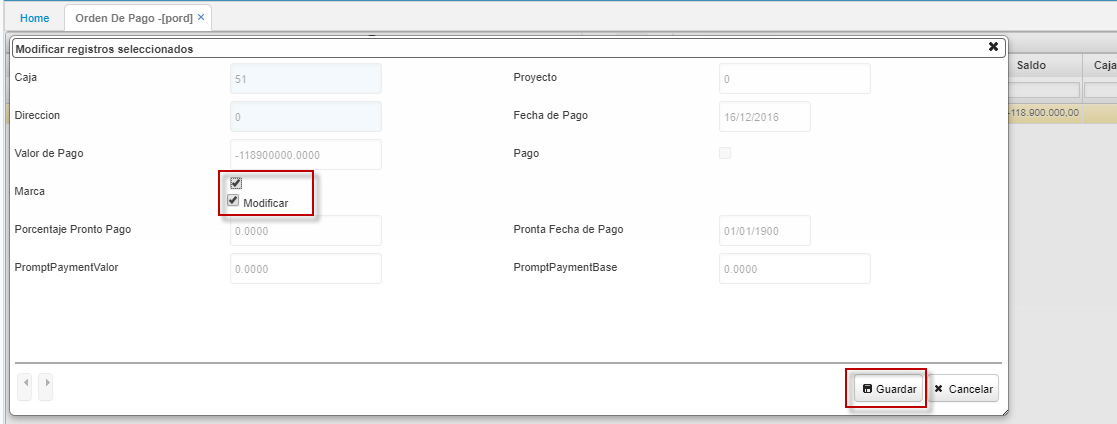 Home Orden De Pago -[pord] ×
Modificar registros seleccionados ✖
Saldo Caja
Caja 51 Proyecto 0
Direccion 0 Fecha de Pago 16/12/2016
-118.900.000,00
Valor de Pago -118900000.0000 Pago
Marca
Modificar
Porcentaje Pronto Pago 0.0000 Pronta Fecha de Pago 01/01/1900
PromptPaymentValor 0.0000 PromptPaymentBase 0.0000
Guardar ✖ Cancelar